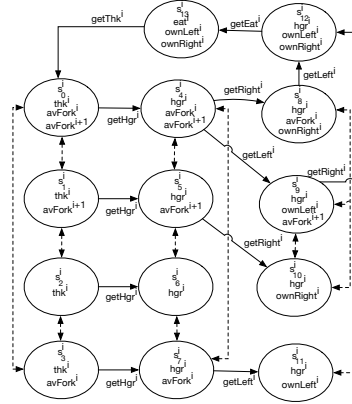 getThk^i
s^i_13
eat^i
ownLeft^i
ownRight^i
getEat^i
s^i_12
hgr^i
ownLeft^i
ownRight^i
getLeft^i
s^i_0
thk^i
avFork^i
avFork^i+1
getHgr^i
s^i_4
hgr^i
avFork^i
avFork^i+1
getRight^i
s^i_8
hgr^i
avFork^i
ownRight^i
getLeft^i
getRight^i
s^i_1
thk^i
avFork^i+1
getHgr^i
s^i_5
hgr^i
avFork^i+1
s^i_9
hgr^i
ownLeft^i
avFork^i+1
getRight^i
s^i_2
thk^i
getHgr^i
s^i_6
hgr^i
s^i_10
hgr^i
ownRight^i
s^i_3
thk^i
avFork^i
getHgr^i
s^i_7
hgr^i
avFork^i
getLeft^i
s^i_11
hgr^i
ownLeft^i